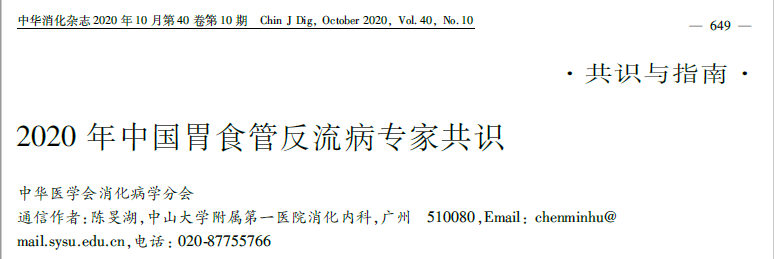 中华消化杂志 2020 年 10 月第 40 卷第 10 期 Chin J Dig, October 2020, Vol. 40, No. 10
— 649 —
·共识与指南·
2020 年中国胃食管反流病专家共识
中华医学会消化病学分会
通信作者:陈旻湖,中山大学附属第一医院消化内科,广州 510080,Email: chenminhu@
mail.sysu.edu.cn,电话: 020-87755766